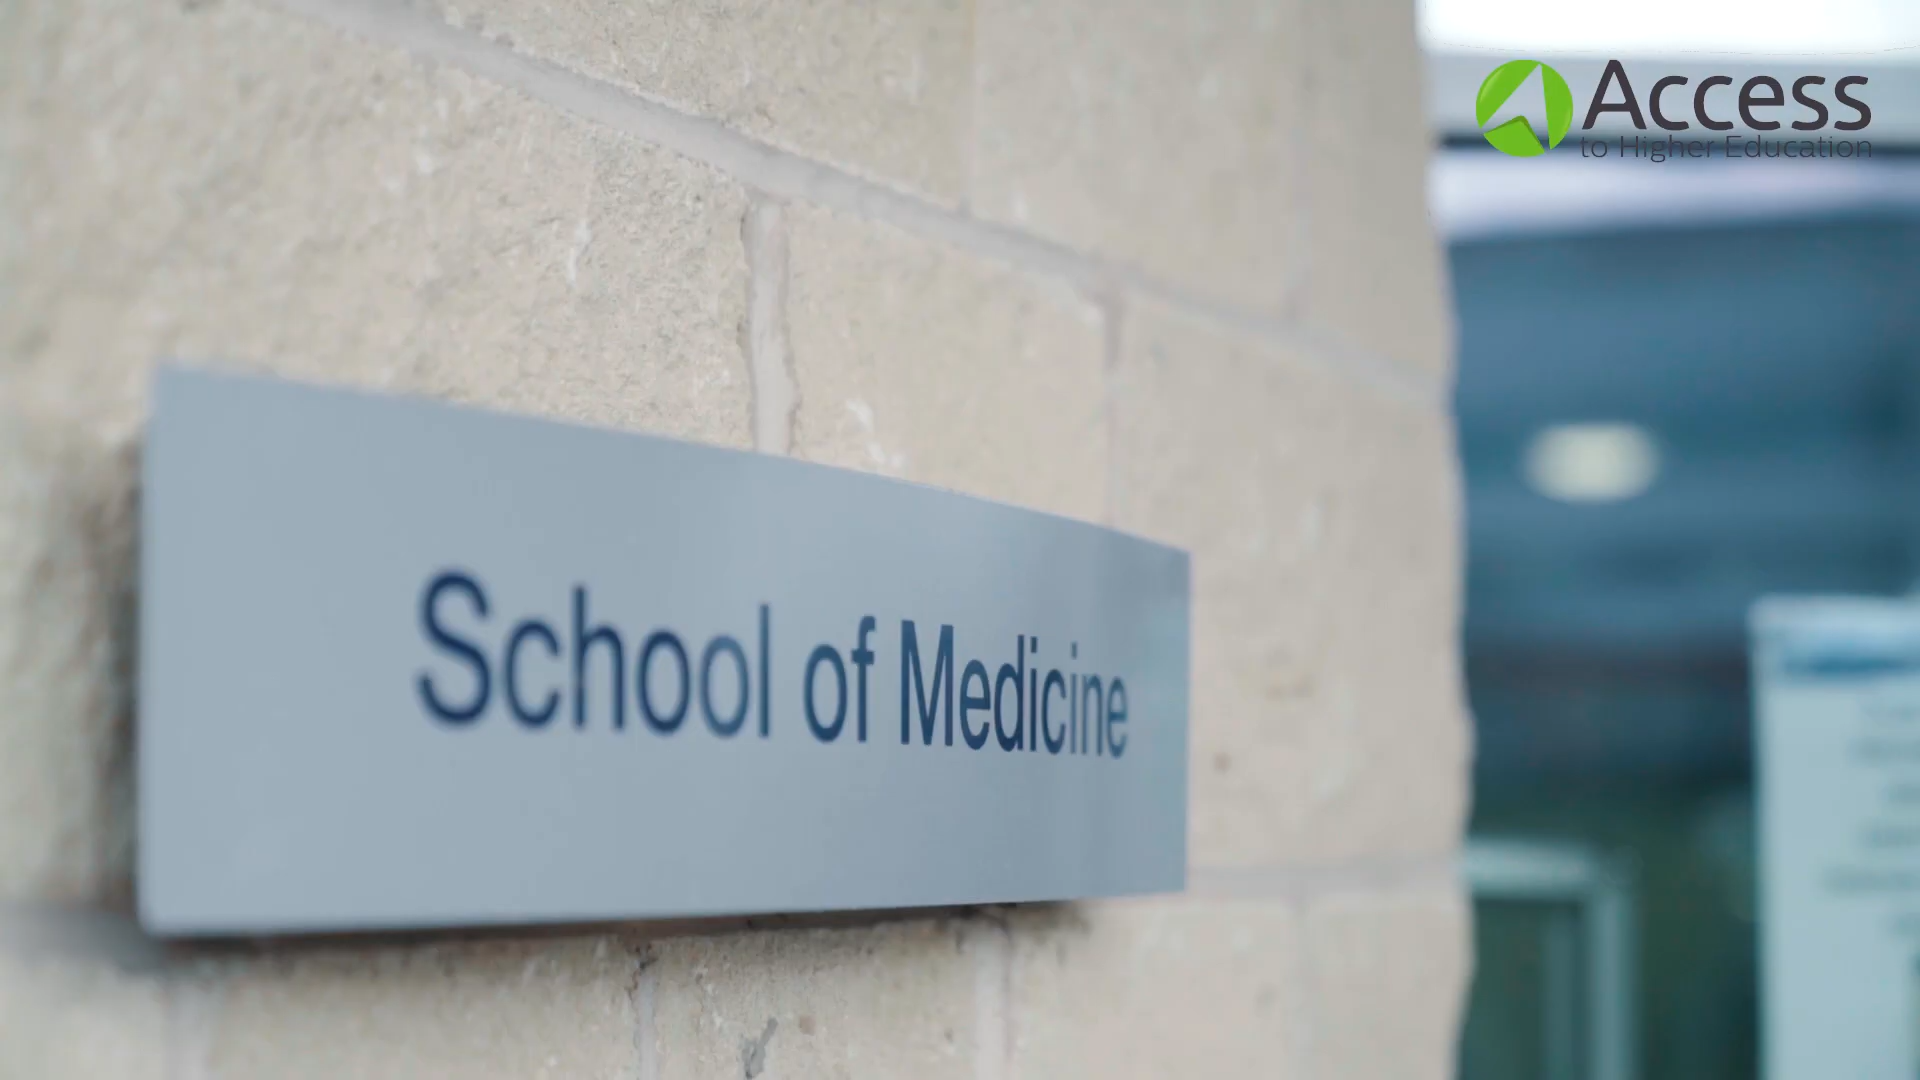 Access
to Higher Education
School of Medicine